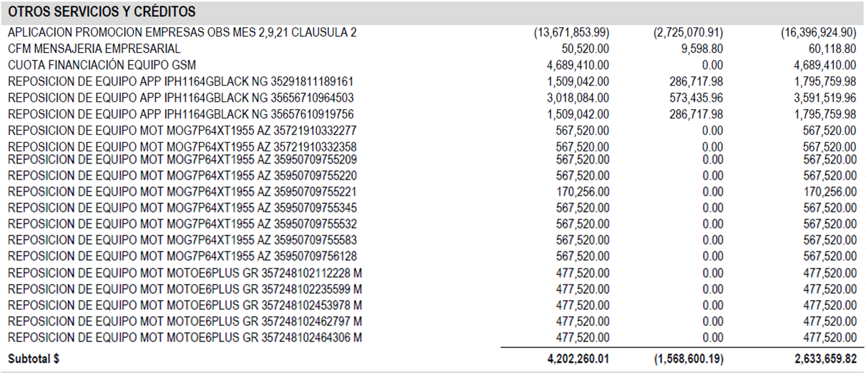 OTROS SERVICIOS Y CRÉDITOS
APLICACION PROMOCION EMPRESAS OBS MES 2,9,21 CLAUSULA 2 (13,671,853.99) (2,725,070.91) (16,396,924.90)
CFM MENSAJERIA EMPRESARIAL 50,520.00 9,598.80 60,118.80
CUOTA FINANCIACIÓN EQUIPO GSM 4,689,410.00 0.00 4,689,410.00
REPOSICION DE EQUIPO APP IPH1164GBLACK NG 35291811189161 1,509,042.00 286,717.98 1,795,759.98
REPOSICION DE EQUIPO APP IPH1164GBLACK NG 35656710964503 3,018,084.00 573,435.96 3,591,519.96
REPOSICION DE EQUIPO APP IPH1164GBLACK NG 35657610919756 1,509,042.00 286,717.98 1,795,759.98
REPOSICION DE EQUIPO MOT MOG7P64XT1955 AZ 35721910332277 567,520.00 0.00 567,520.00
REPOSICION DE EQUIPO MOT MOG7P64XT1955 AZ 35721910332358 567,520.00 0.00 567,520.00
REPOSICION DE EQUIPO MOT MOG7P64XT1955 AZ 35950709755209 567,520.00 0.00 567,520.00
REPOSICION DE EQUIPO MOT MOG7P64XT1955 AZ 35950709755220 567,520.00 0.00 567,520.00
REPOSICION DE EQUIPO MOT MOG7P64XT1955 AZ 35950709755221 170,256.00 0.00 170,256.00
REPOSICION DE EQUIPO MOT MOG7P64XT1955 AZ 35950709755345 567,520.00 0.00 567,520.00
REPOSICION DE EQUIPO MOT MOG7P64XT1955 AZ 35950709755532 567,520.00 0.00 567,520.00
REPOSICION DE EQUIPO MOT MOG7P64XT1955 AZ 35950709755583 567,520.00 0.00 567,520.00
REPOSICION DE EQUIPO MOT MOG7P64XT1955 AZ 35950709756128 567,520.00 0.00 567,520.00
REPOSICION DE EQUIPO MOT MOTOE6PLUS GR 357248102112228 M 477,520.00 0.00 477,520.00
REPOSICION DE EQUIPO MOT MOTOE6PLUS GR 357248102235599 M 477,520.00 0.00 477,520.00
REPOSICION DE EQUIPO MOT MOTOE6PLUS GR 357248102453978 M 477,520.00 0.00 477,520.00
REPOSICION DE EQUIPO MOT MOTOE6PLUS GR 357248102462797 M 477,520.00 0.00 477,520.00
REPOSICION DE EQUIPO MOT MOTOE6PLUS GR 357248102464306 M 477,520.00 0.00 477,520.00
Subtotal $ 4,202,260.01 (1,568,600.19) 2,633,659.82